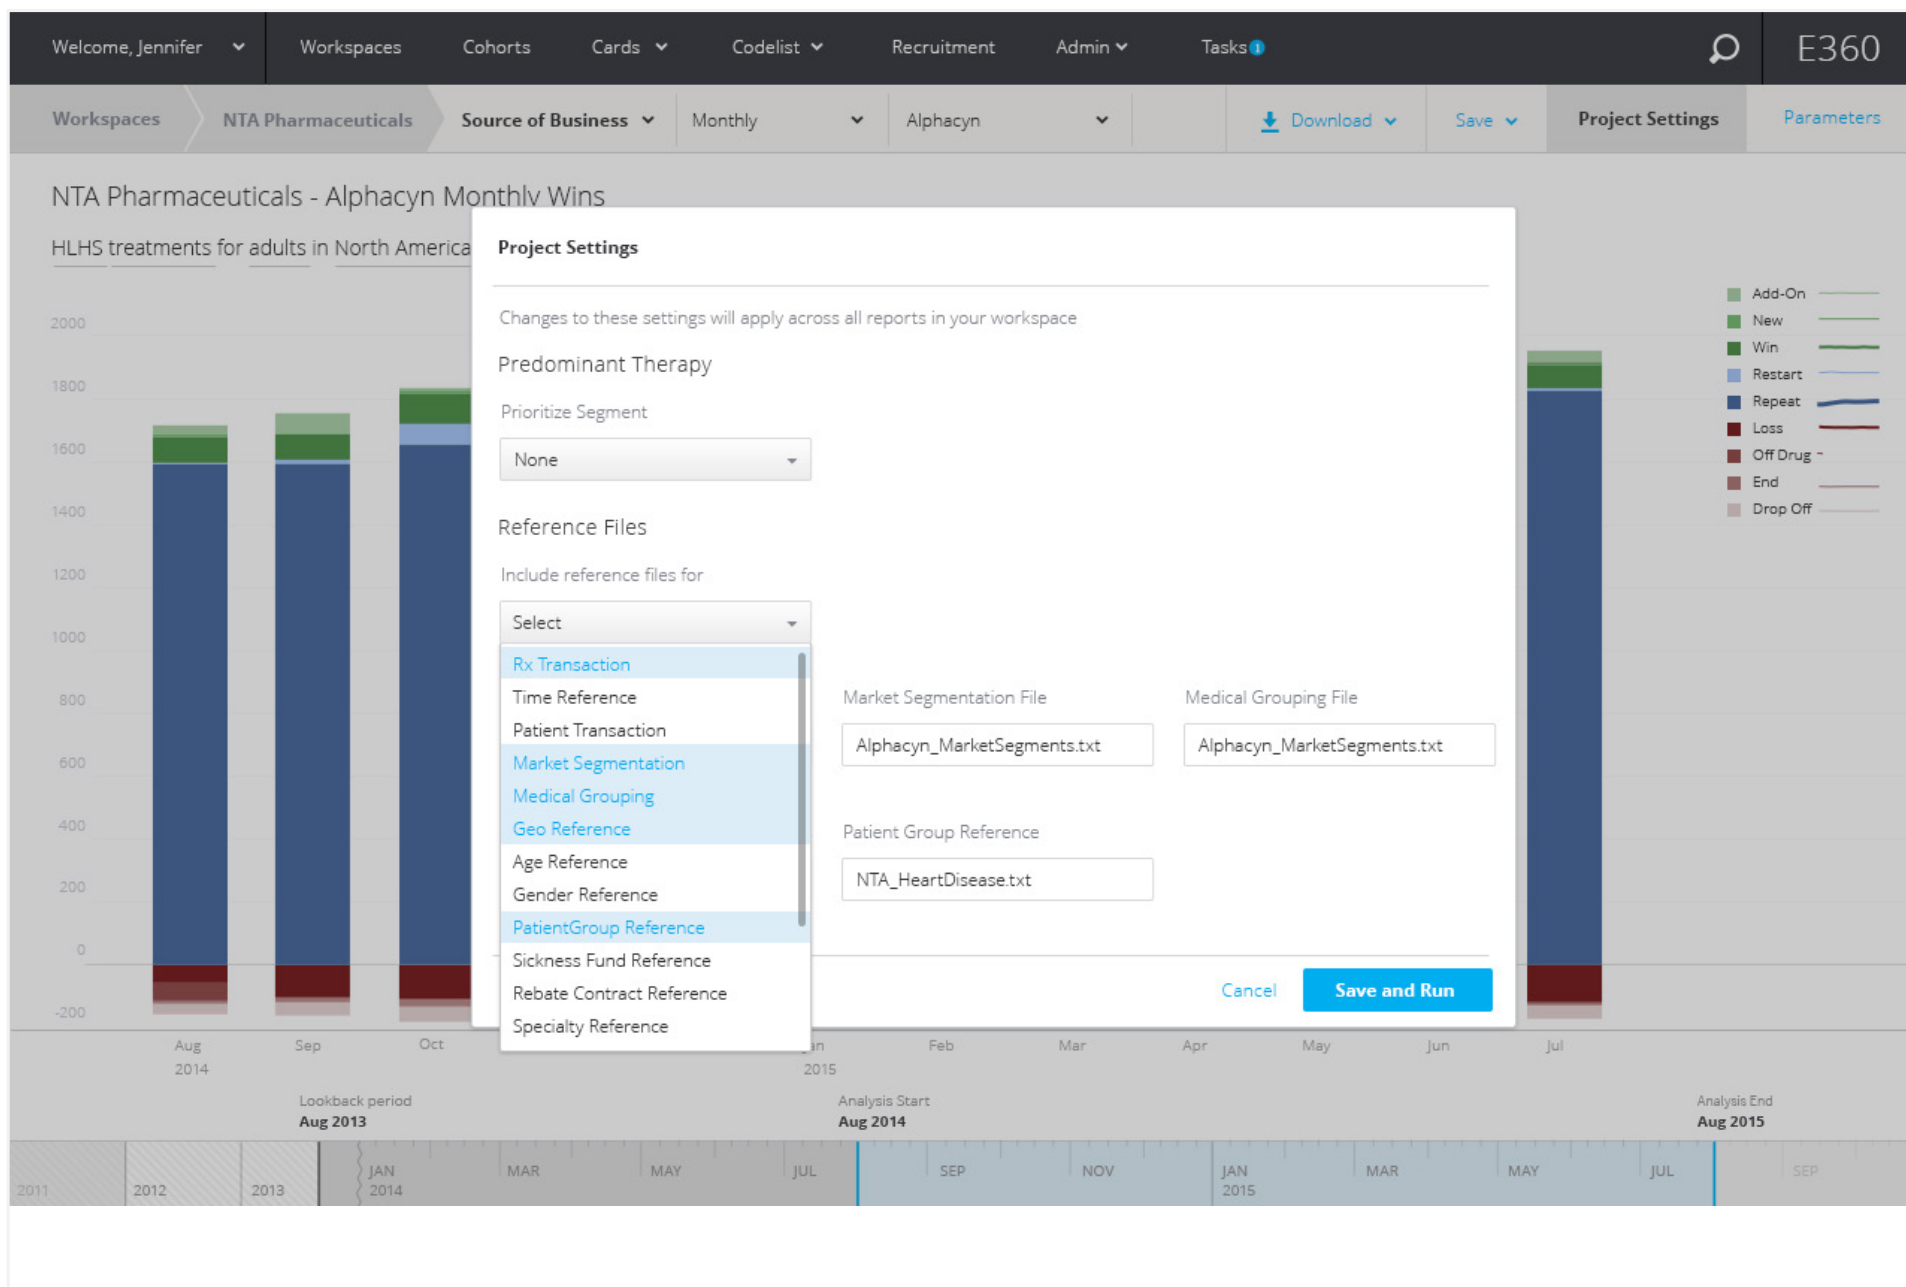 Welcome, Jennifer Workspaces Cohorts Cards Codelist Recruitment Admin Tasks 1 E360
Workspaces NTA Pharmaceuticals Source of Business Monthly Alphacyn Download Save Project Settings Parameters
NTA Pharmaceuticals - Alphacyn Monthly Wins
HLHS treatments for adults in North America
Project Settings
Changes to these settings will apply across all reports in your workspace
Predominant Therapy
Prioritize Segment
None
Reference Files
Include reference files for
Select
Rx Transaction
Time Reference
Patient Transaction
Market Segmentation
Medical Grouping
Geo Reference
Age Reference
Gender Reference
PatientGroup Reference
Sickness Fund Reference
Rebate Contract Reference
Specialty Reference
Market Segmentation File
Alphacyn_MarketSegments.txt
Medical Grouping File
Alphacyn_MarketSegments.txt
Patient Group Reference
NTA_HeartDisease.txt
Cancel Save and Run
Add-On
New
Win
Restart
Repeat
Loss
Off Drug
End
Drop Off
2000
1800
1600
1400
1200
1000
800
600
400
200
0
-200
Aug Sep Oct Feb Mar Apr May Jun Jul
2014 2015
Lookback period Analysis Start Analysis End
Aug 2013 Aug 2014 Aug 2015
JAN MAR MAY JUL SEP NOV JAN MAR MAY JUL SEP
2011 2012 2013 2014 2015